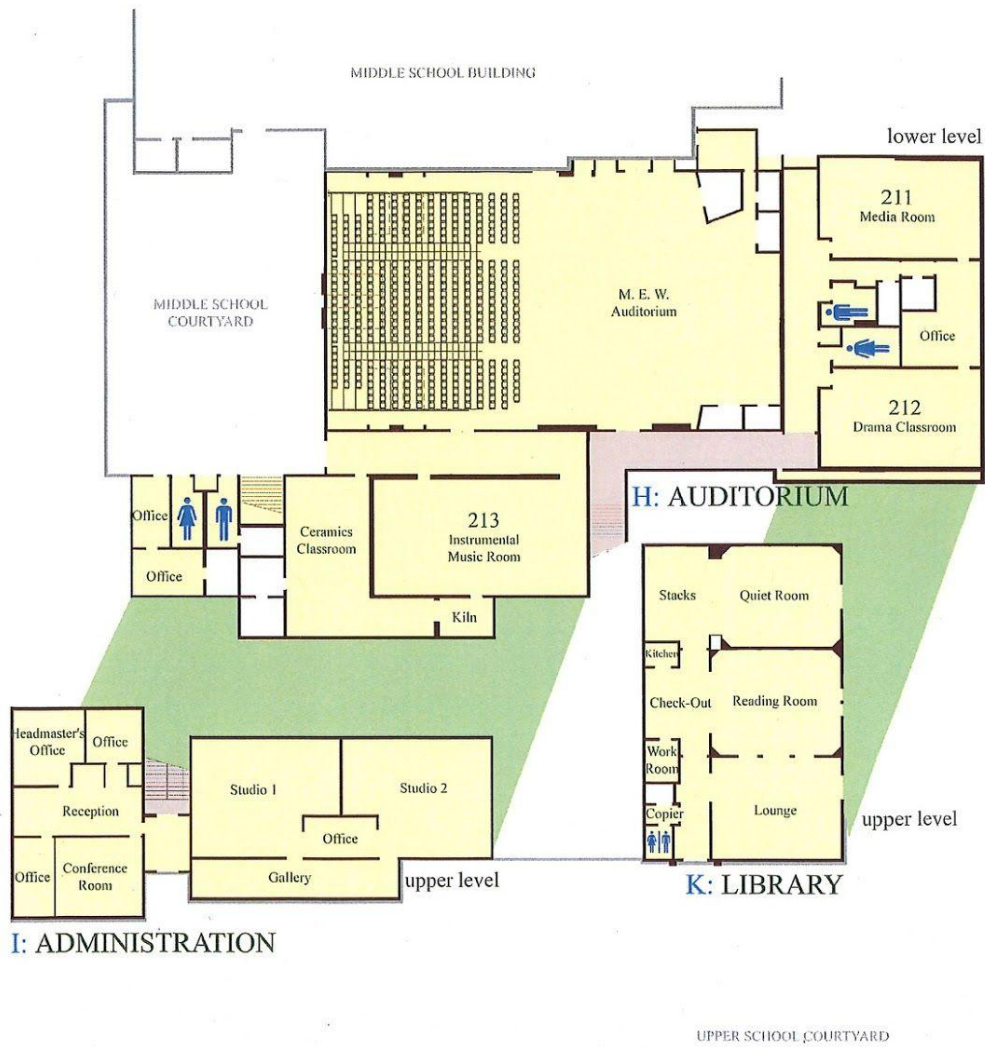 MIDDLE SCHOOL BUILDING
lower level
211
Media Room
MIDDLE SCHOOL
COURTYARD
M. E. W.
Auditorium
Office
212
Drama Classroom
H: AUDITORIUM
Office
Office
Ceramics
Classroom
213
Instrumental
Music Room
Kiln
Stacks
Quiet Room
Kitchen
Check-Out
Reading Room
Work
Room
Copier
Lounge
upper level
K: LIBRARY
Headmaster's
Office
Office
Reception
Office
Conference
Room
Studio 1
Studio 2
Office
Gallery
upper level
I: ADMINISTRATION
UPPER SCHOOL COURTYARD